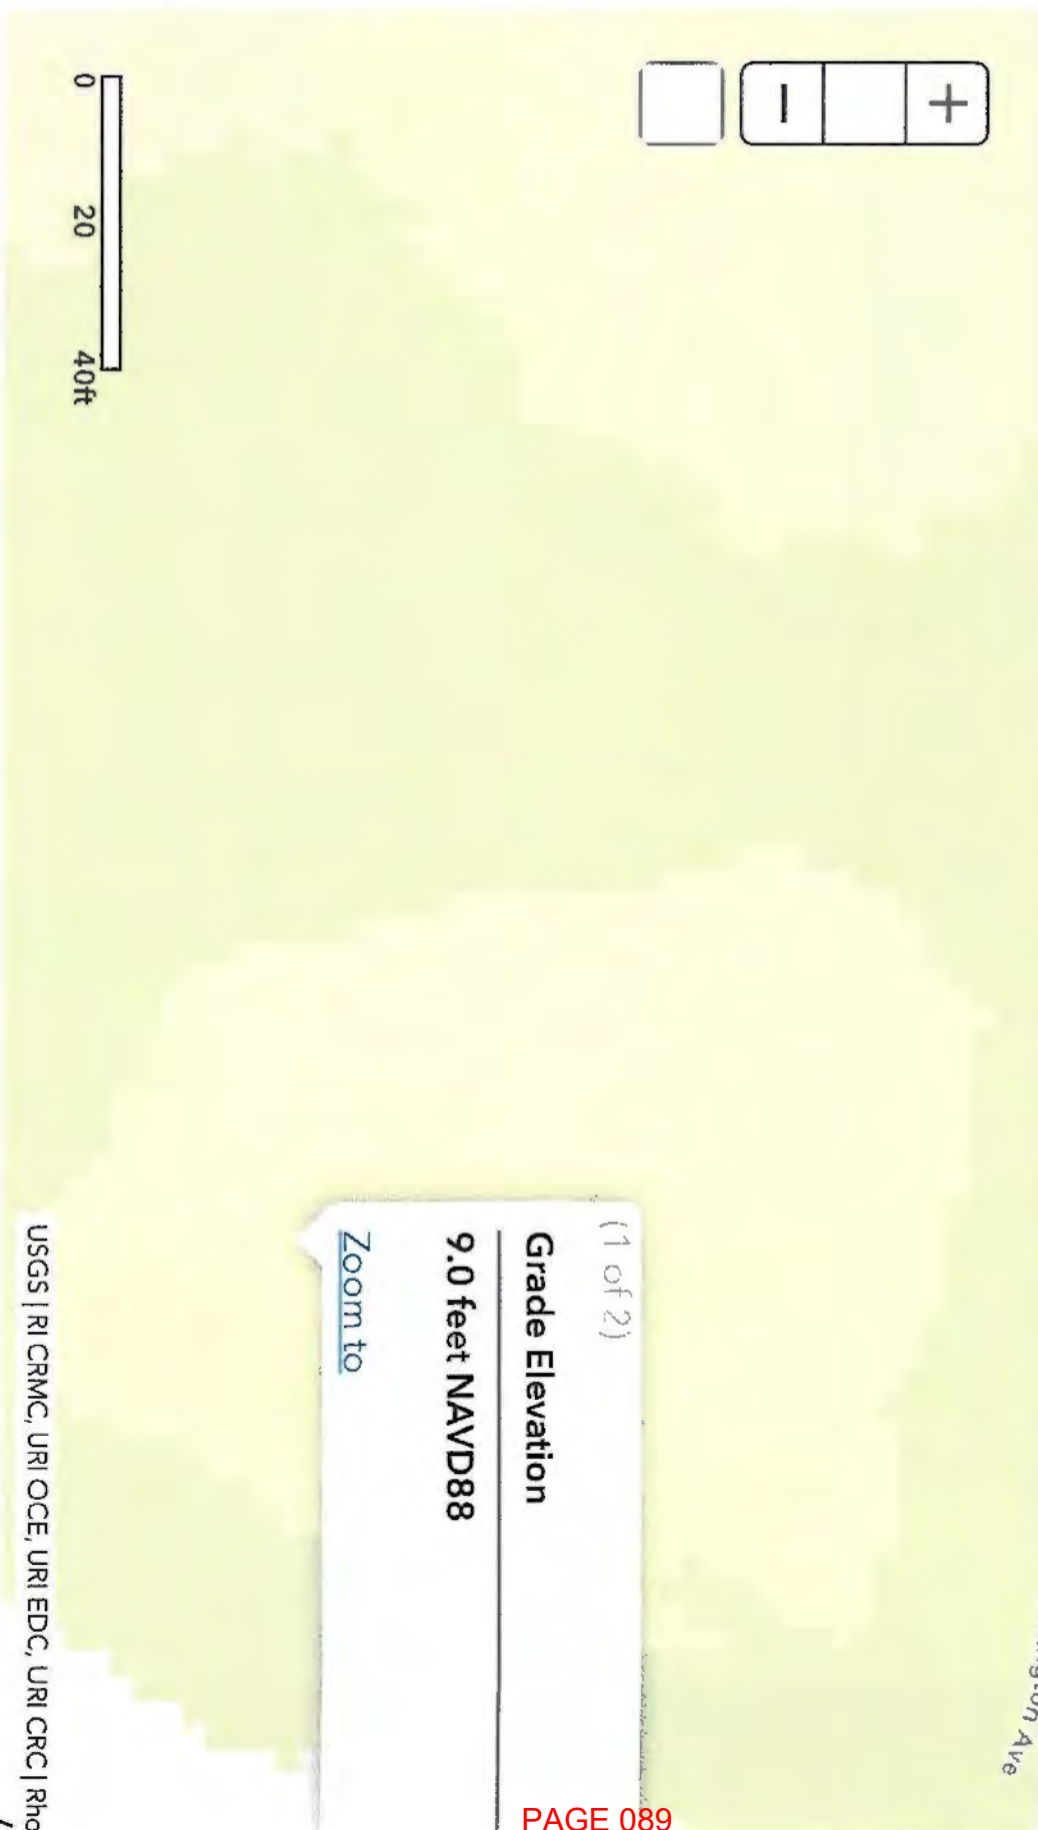 +
−
(1 of 2)
Grade Elevation
9.0 feet NAVD88
Zoom to
0 20 40ft
USGS | RI CRMC, URI OCE, URI EDC, URI CRC | Rho
Ave
PAGE 089